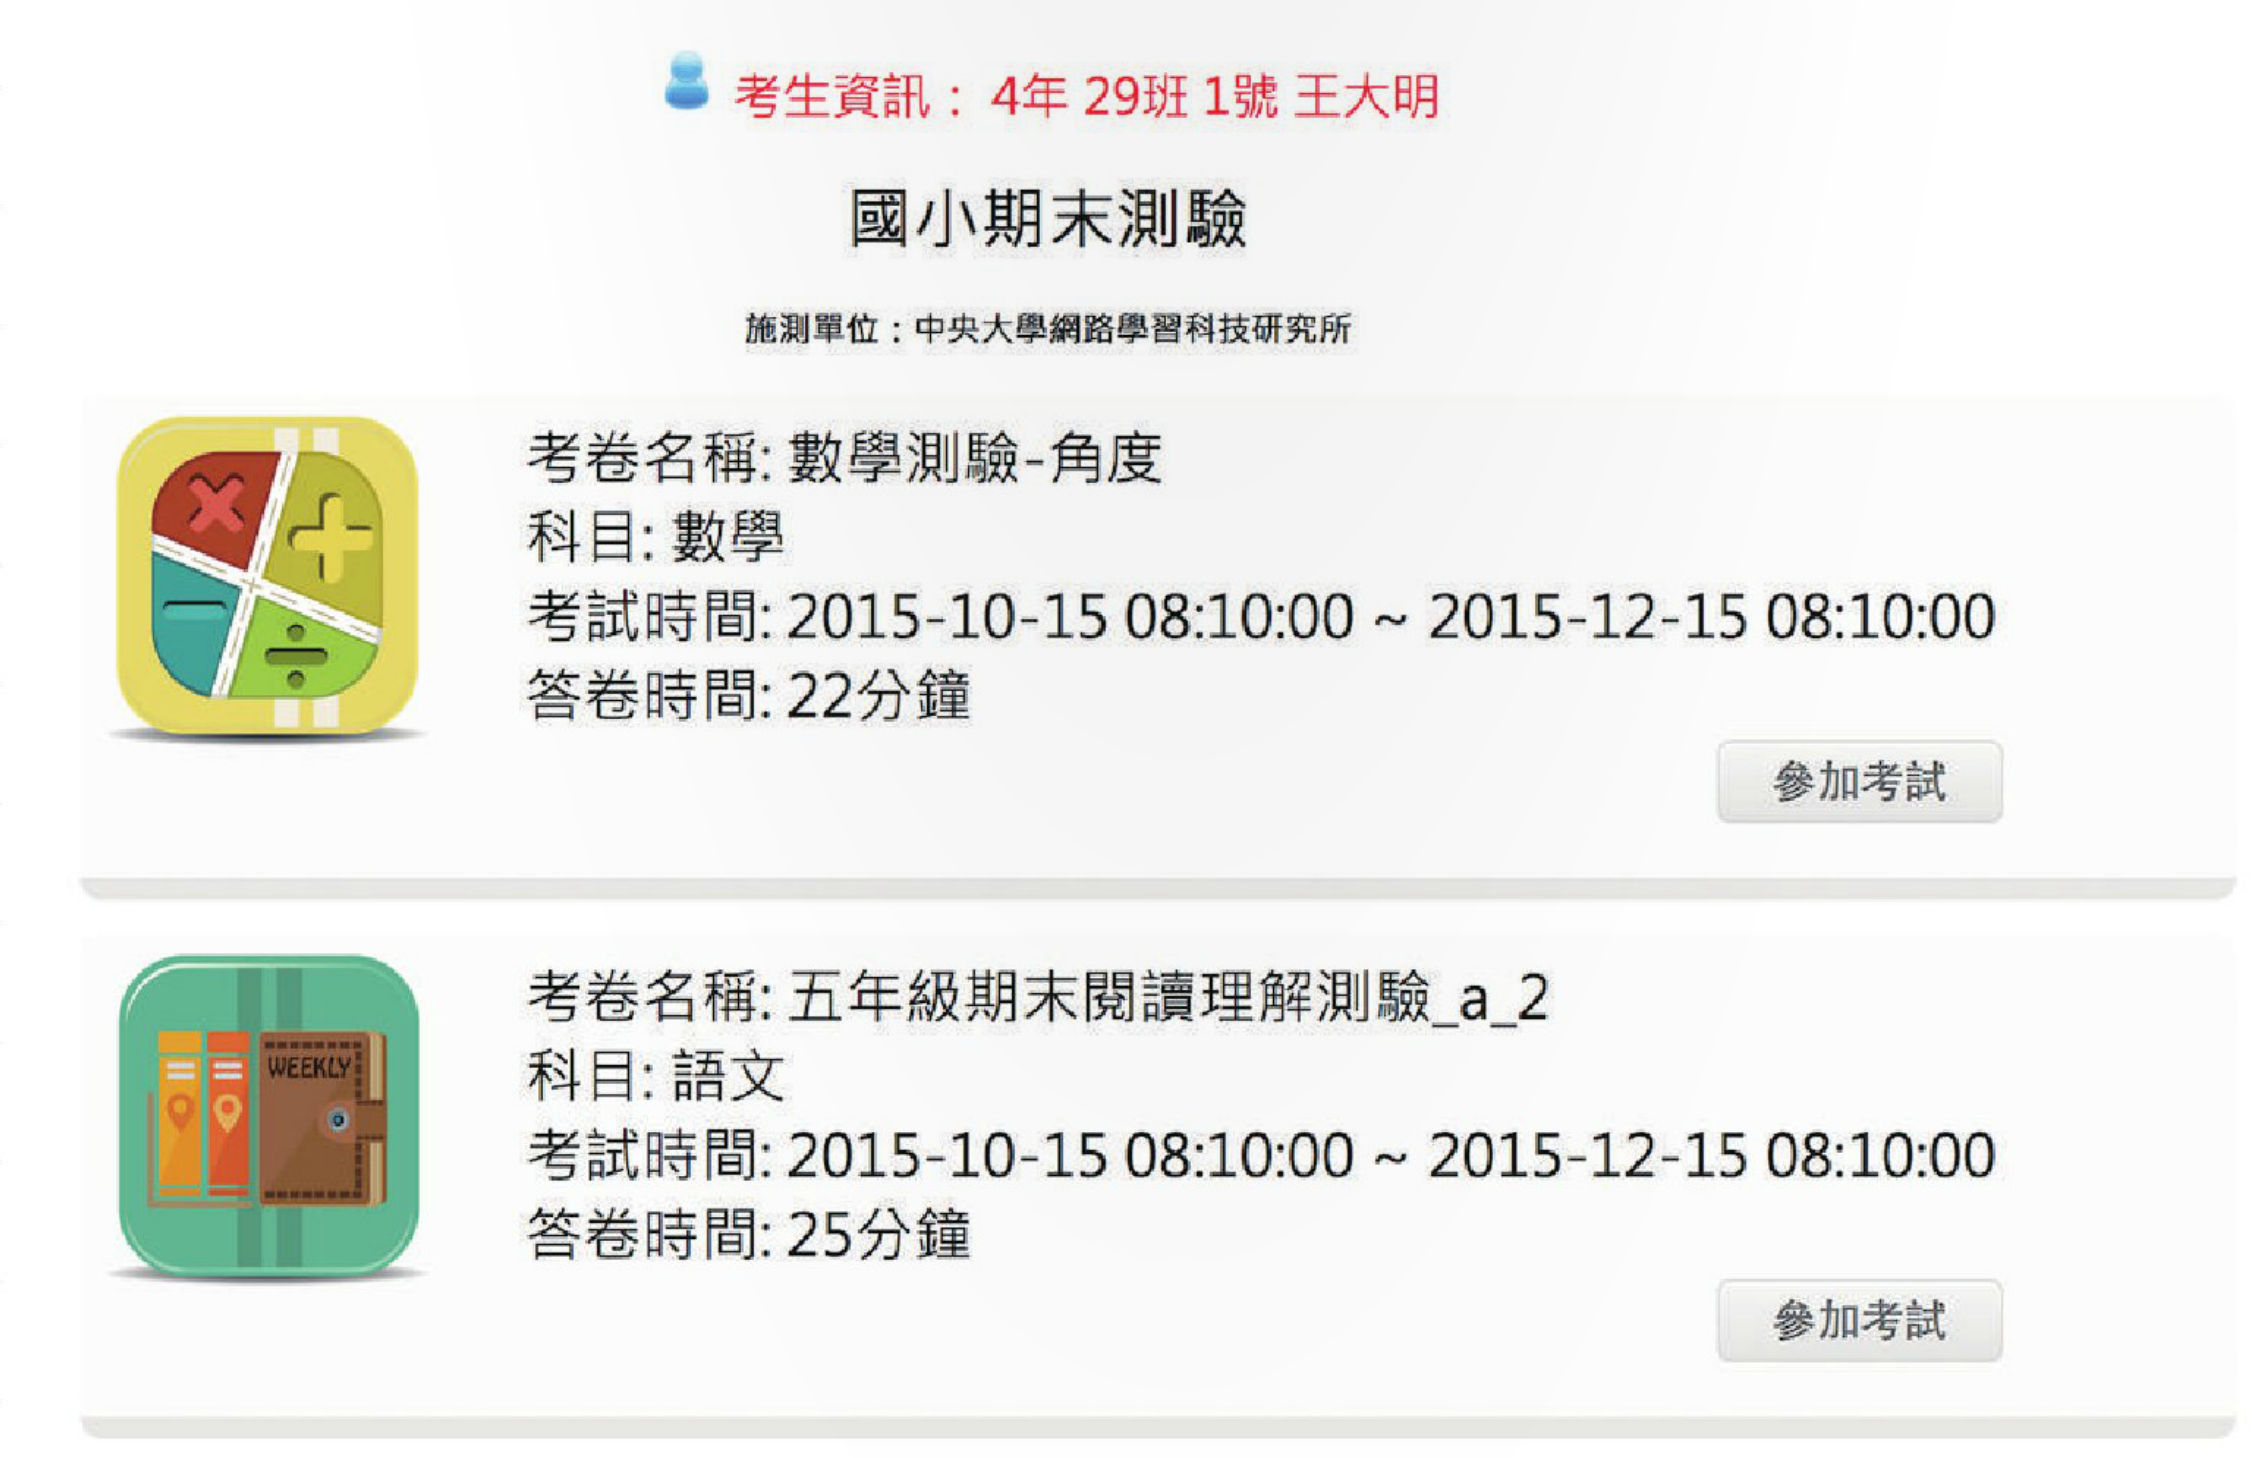 考生資訊： 4年 29班 1號 王大明
國小期末測驗
施測單位：中央大學網路學習科技研究所
考卷名稱: 數學測驗-角度
科目: 數學
考試時間: 2015-10-15 08:10:00 ~ 2015-12-15 08:10:00
答卷時間: 22分鐘
參加考試
WEEKLY
考卷名稱: 五年級期末閱讀理解測驗_a_2
科目: 語文
考試時間: 2015-10-15 08:10:00 ~ 2015-12-15 08:10:00
答卷時間: 25分鐘
參加考試